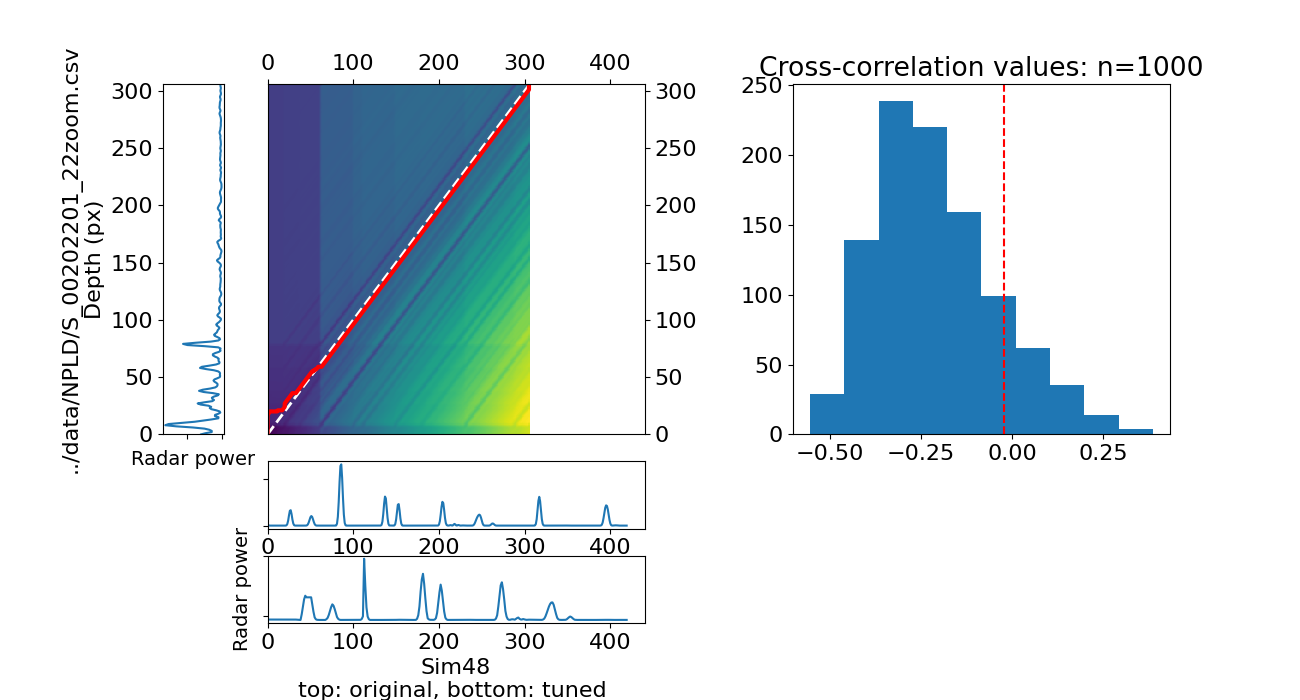 Cross-correlation values: n=1000
0 100 200 300 400
300 250 200 150 100 50 0
../data/NPLD/S_00202201_22zoom.csv
Depth (px)
300 250 200 150 100 50 0
250 200 150 100 50 0
−0.50 −0.25 0.00 0.25
Radar power
0 100 200 300 400
Radar power
0 100 200 300 400
Sim48
top: original, bottom: tuned